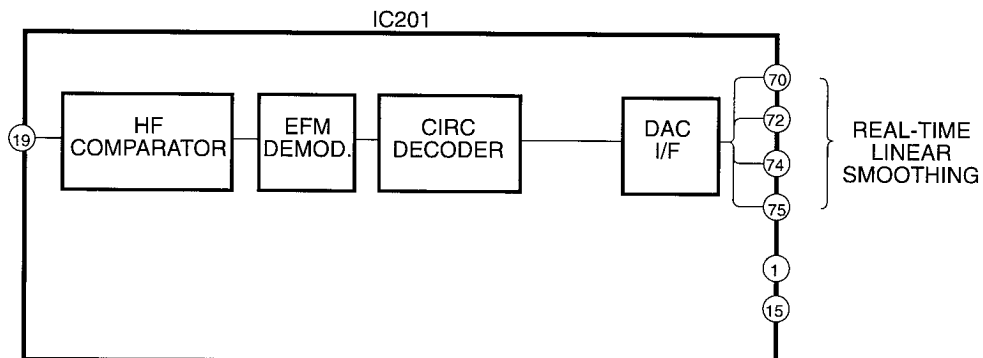 IC201
19
HF
COMPARATOR
EFM
DEMOD.
CIRC
DECODER
DAC
I/F
70
72
74
75
1
15
REAL-TIME
LINEAR
SMOOTHING